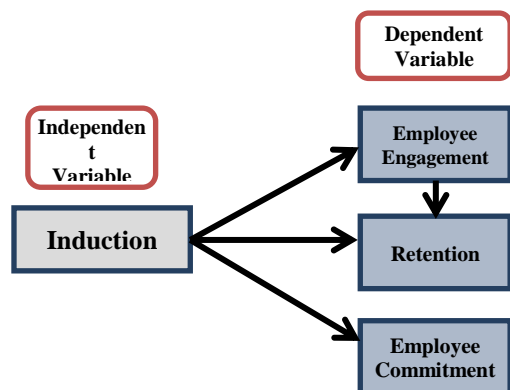 Dependent
Variable
Independen
t
Variable
Employee
Engagement
Induction
Retention
Employee
Commitment